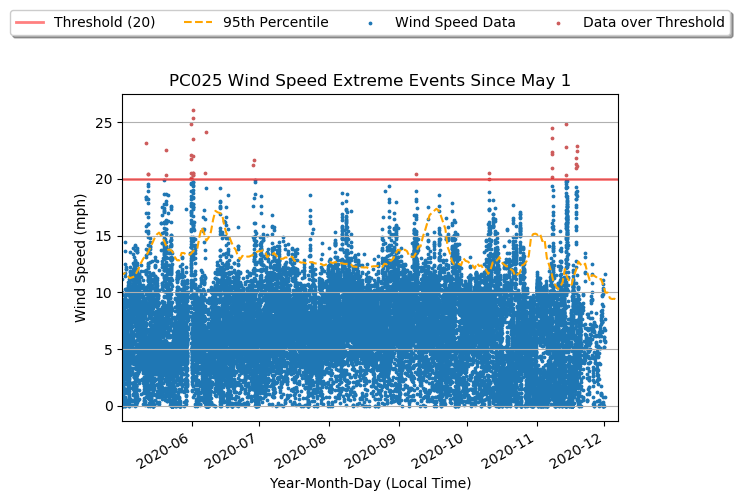 Threshold (20) 95th Percentile Wind Speed Data Data over Threshold
PC025 Wind Speed Extreme Events Since May 1
Wind Speed (mph)
25
20
15
10
5
0
2020-06 2020-07 2020-08 2020-09 2020-10 2020-11 2020-12
Year-Month-Day (Local Time)